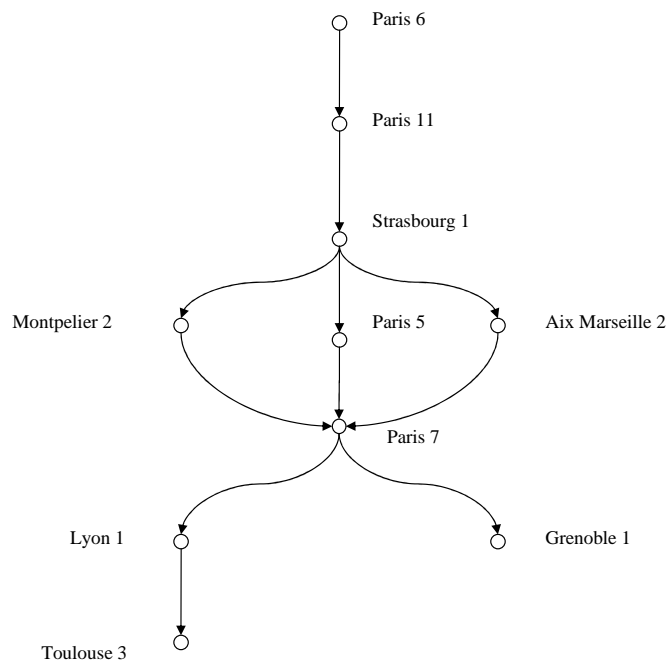 Paris 6
Paris 11
Strasbourg 1
Montpelier 2
Paris 5
Aix Marseille 2
Paris 7
Lyon 1
Grenoble 1
Toulouse 3